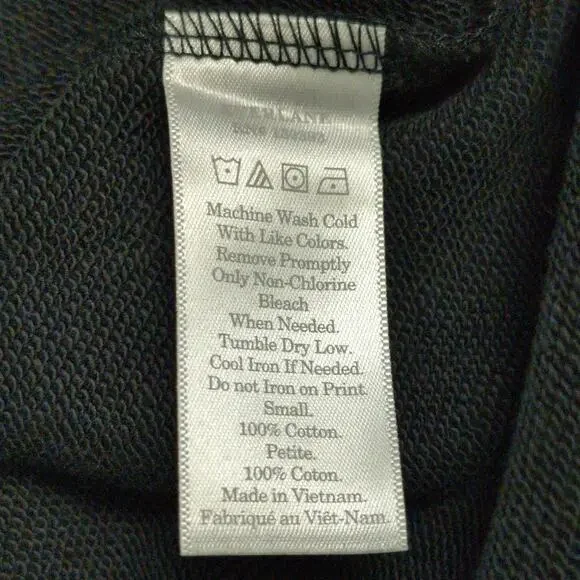 Machine Wash Cold
With Like Colors.
Remove Promptly
Only Non-Chlorine
Bleach
When Needed.
Tumble Dry Low.
Cool Iron If Needed.
Do not Iron on Print.
Small.
100% Cotton.
Petite.
100% Coton.
Made in Vietnam.
Fabriqué au Viêt-Nam.